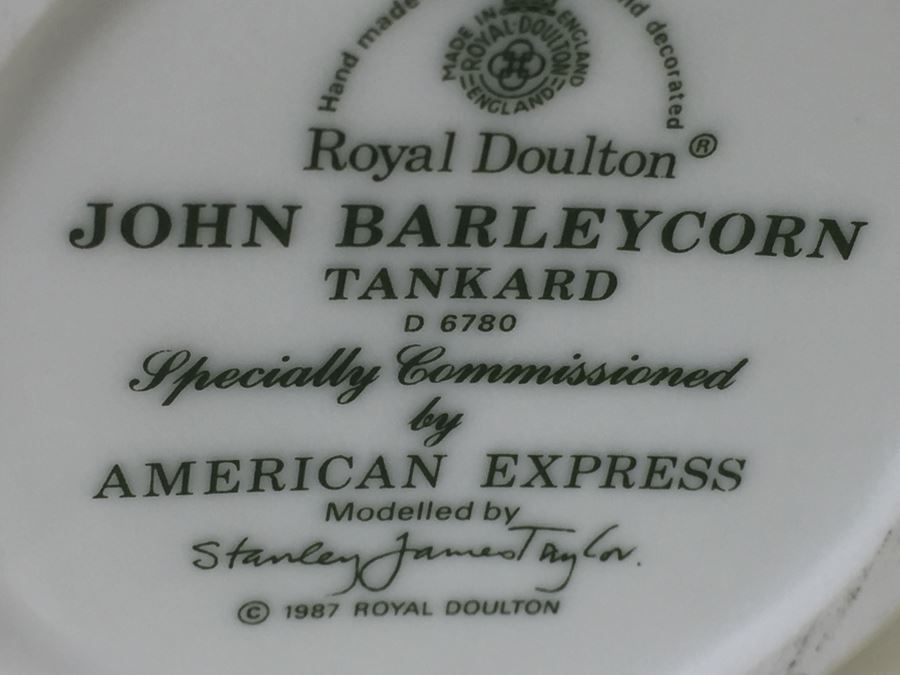 Hand made
nd decorated
MADE IN ENGLAND
ROYAL·DOULTON
ENGLAND
Royal Doulton®
JOHN BARLEYCORN
TANKARD
D 6780
Specially Commissioned
by
AMERICAN EXPRESS
Modelled by
Stanley James Taylor.
© 1987 ROYAL DOULTON